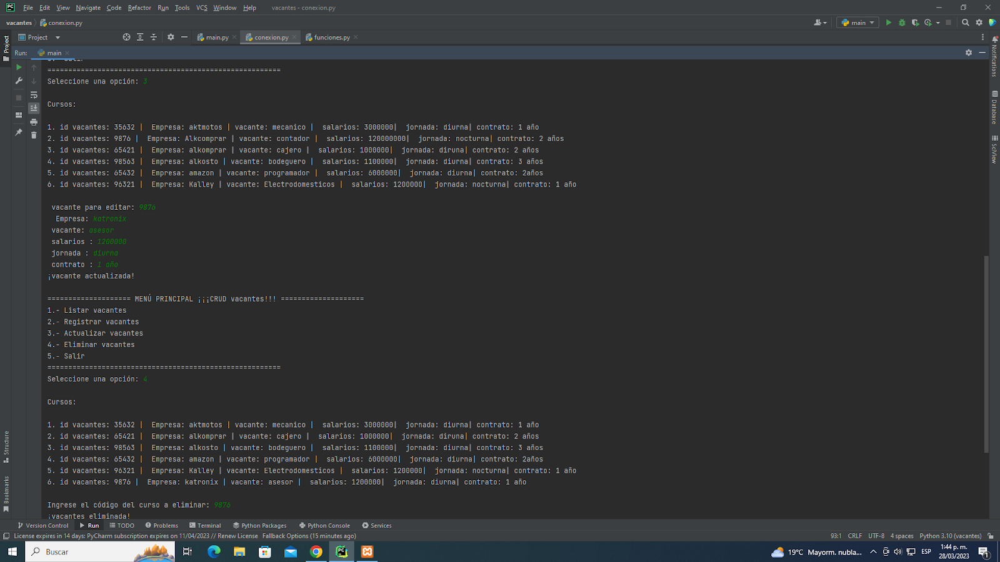 File Edit View Navigate Code Refactor Run Tools VCS Window Help vacantes - conexion.py
vacantes conexion.py main
Project main.py conexion.py funciones.py
Run: main
========================================================
Seleccione una opción: 3
Cursos:
1. id vacantes: 35632 |  Empresa: aktmotos | vacante: mecanico |  salarios: 3000000|  jornada: diurna| contrato: 1 año
2. id vacantes: 9876 |  Empresa: Alkcomprar | vacante: contador |  salarios: 120000000|  jornada: nocturna| contrato: 2 años
3. id vacantes: 65421 |  Empresa: alkomprar | vacante: cajero |  salarios: 1000000|  jornada: diruna| contrato: 2 años
4. id vacantes: 98563 |  Empresa: alkosto | vacante: bodeguero |  salarios: 1100000|  jornada: diurna| contrato: 3 años
5. id vacantes: 65432 |  Empresa: amazon | vacante: programador |  salarios: 6000000|  jornada: diurna| contrato: 2años
6. id vacantes: 96321 |  Empresa: Kalley | vacante: Electrodomesticos |  salarios: 1200000|  jornada: nocturna| contrato: 1 año
vacante para editar: 9876
Empresa: katronix
vacante: asesor
salarios : 1200000
jornada : diurna
contrato : 1 año
¡vacante actualizada!
==================== MENÚ PRINCIPAL ¡¡¡CRUD vacantes!!! ====================
1.- Listar vacantes
2.- Registrar vacantes
3.- Actualizar vacantes
4.- Eliminar vacantes
5.- Salir
========================================================
Seleccione una opción: 4
Cursos:
1. id vacantes: 35632 |  Empresa: aktmotos | vacante: mecanico |  salarios: 3000000|  jornada: diurna| contrato: 1 año
2. id vacantes: 65421 |  Empresa: alkomprar | vacante: cajero |  salarios: 1000000|  jornada: diruna| contrato: 2 años
3. id vacantes: 98563 |  Empresa: alkosto | vacante: bodeguero |  salarios: 1100000|  jornada: diurna| contrato: 3 años
4. id vacantes: 65432 |  Empresa: amazon | vacante: programador |  salarios: 6000000|  jornada: diurna| contrato: 2años
5. id vacantes: 96321 |  Empresa: Kalley | vacante: Electrodomesticos |  salarios: 1200000|  jornada: nocturna| contrato: 1 año
6. id vacantes: 9876 |  Empresa: katronix | vacante: asesor |  salarios: 1200000|  jornada: diurna| contrato: 1 año
Ingrese el código del curso a eliminar: 9876
¡vacantes eliminada!
Project
Structure
Bookmarks
Notifications
Database
SciView
Version Control Run TODO Problems Terminal Python Packages Python Console Services
License expires in 14 days: PyCharm subscription expires on 11/04/2023 // Renew License Fallback Options (15 minutes ago) 93:1 CRLF UTF-8 4 spaces Python 3.10 (vacantes)
Buscar 19°C Mayorm. nubla... ESP 1:44 p. m.
28/03/2023 1